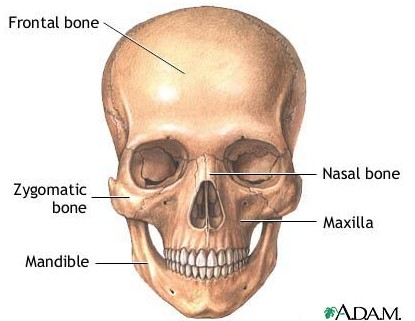 Frontal bone
Nasal bone
Zygomatic
bone
Maxilla
Mandible
A.D.A.M.